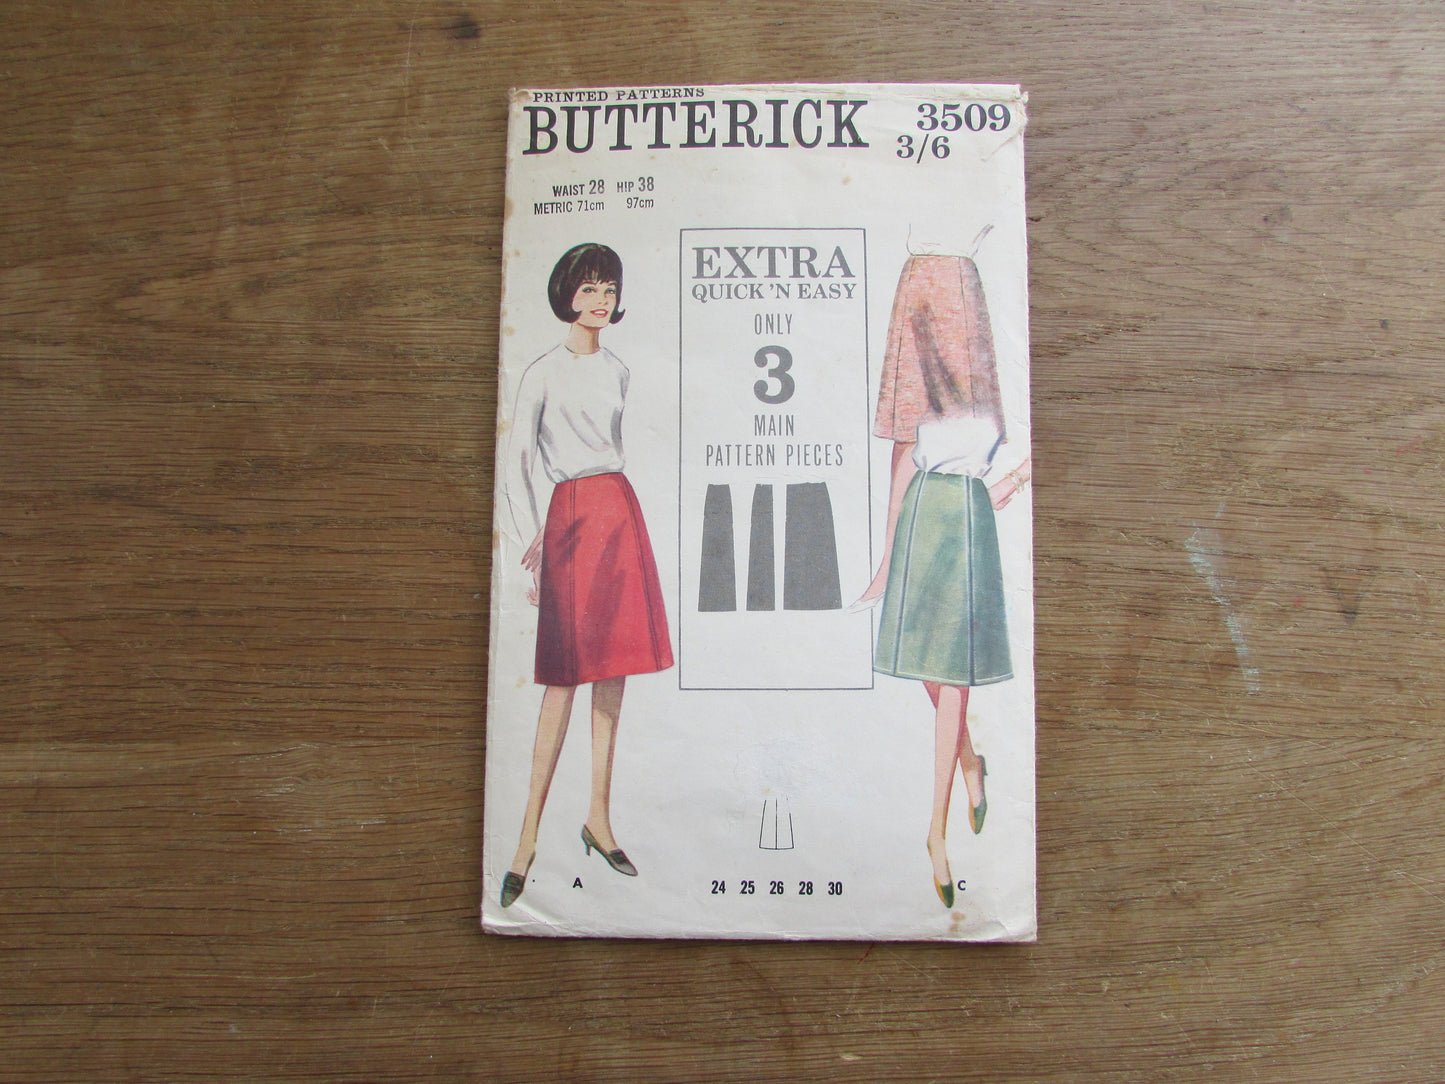 PRINTED PATTERNS
BUTTERICK 3509
3/6
WAIST 28 HIP 38
METRIC 71cm 97cm
EXTRA
QUICK 'N EASY
ONLY
3
MAIN
PATTERN PIECES
A 24 25 26 28 30 C